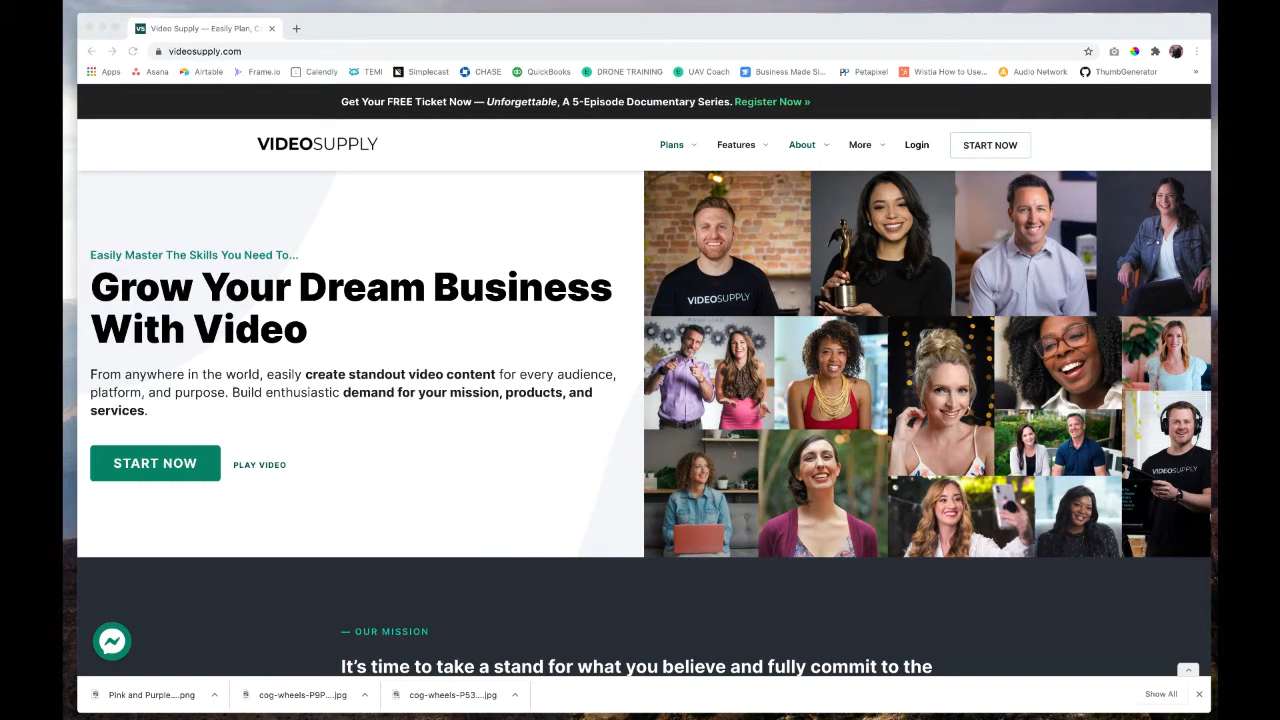 Video Supply — Easily Plan, C
videosupply.com
Apps Asana Airtable Frame.io Calendly TEMI Simplecast CHASE QuickBooks DRONE TRAINING UAV Coach Business Made Si... Petapixel Wistia How to Use... Audio Network ThumbGenerator »
Get Your FREE Ticket Now — Unforgettable, A 5-Episode Documentary Series. Register Now »
VIDEOSUPPLY
Plans Features About More Login START NOW
Easily Master The Skills You Need To...
Grow Your Dream Business
With Video
From anywhere in the world, easily create standout video content for every audience,
platform, and purpose. Build enthusiastic demand for your mission, products, and
services.
START NOW PLAY VIDEO
VIDEOSUPPLY
VIDEOSUPPLY
— OUR MISSION
It's time to take a stand for what you believe and fully commit to the
Pink and Purple....png cog-wheels-P9P....jpg cog-wheels-P53....jpg Show All